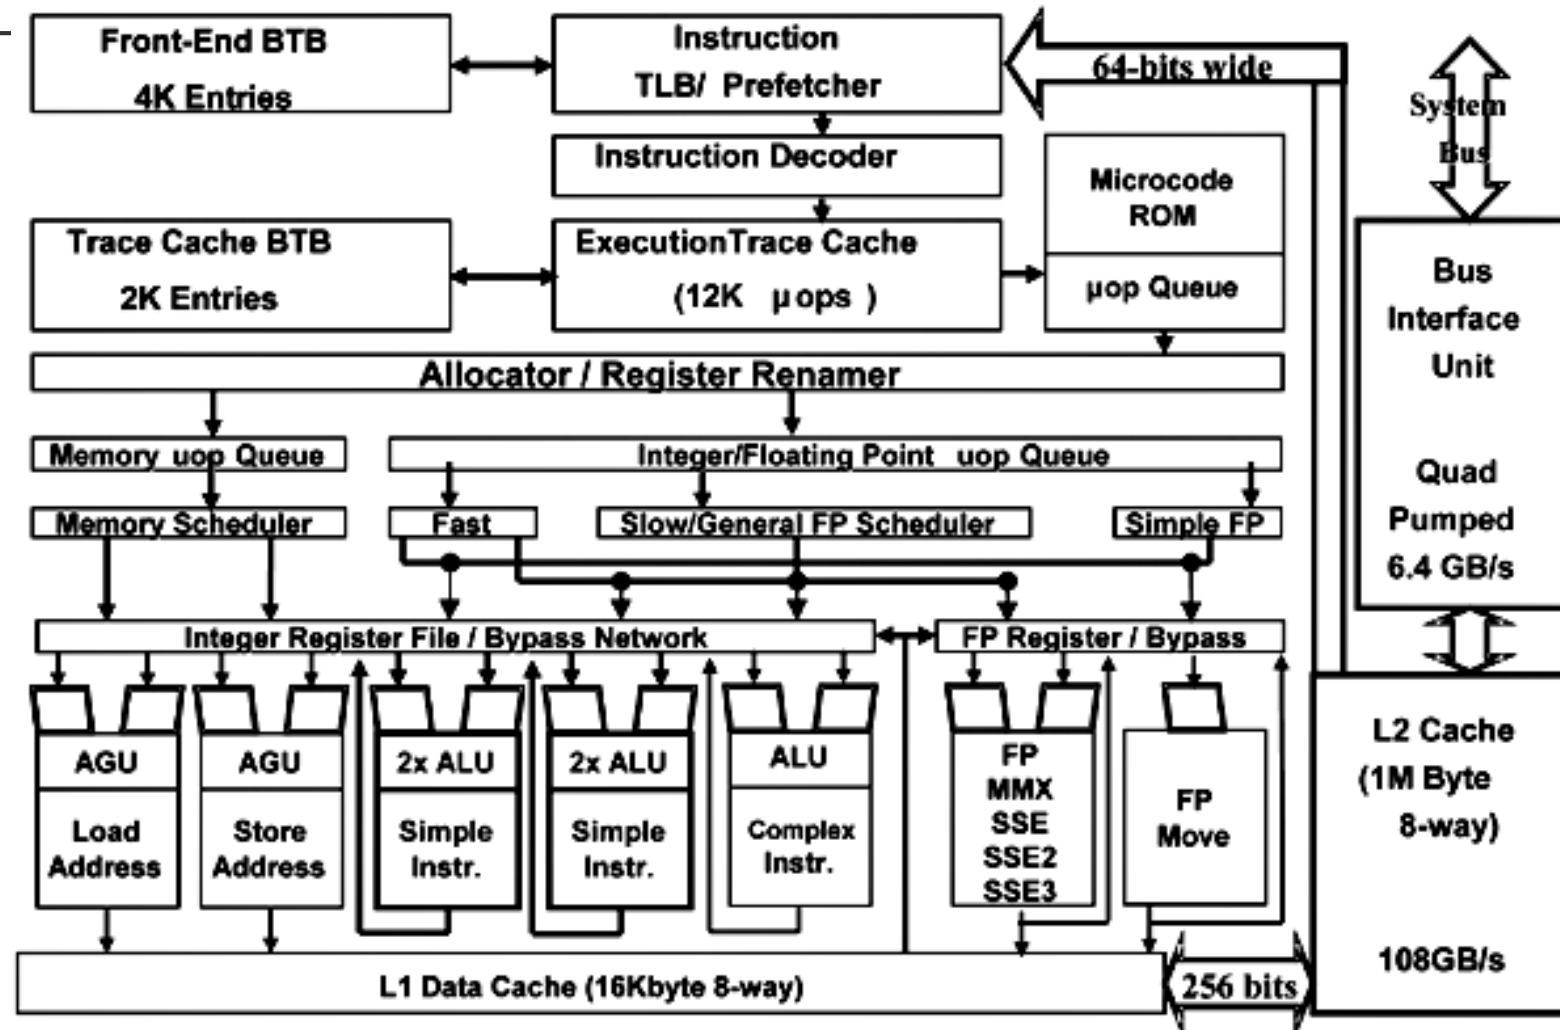 Front-End BTB
4K Entries
Instruction
TLB/ Prefetcher
64-bits wide
System
Bus
Instruction Decoder
Microcode
ROM
µop Queue
Trace Cache BTB
2K Entries
ExecutionTrace Cache
(12K µops )
Bus
Interface
Unit
Quad
Pumped
6.4 GB/s
Allocator / Register Renamer
Memory uop Queue
Integer/Floating Point uop Queue
Memory Scheduler
Fast
Slow/General FP Scheduler
Simple FP
Integer Register File / Bypass Network
FP Register / Bypass
AGU
Load
Address
AGU
Store
Address
2x ALU
Simple
Instr.
2x ALU
Simple
Instr.
ALU
Complex
Instr.
FP
MMX
SSE
SSE2
SSE3
FP
Move
L2 Cache
(1M Byte
8-way)
108GB/s
L1 Data Cache (16Kbyte 8-way)
256 bits